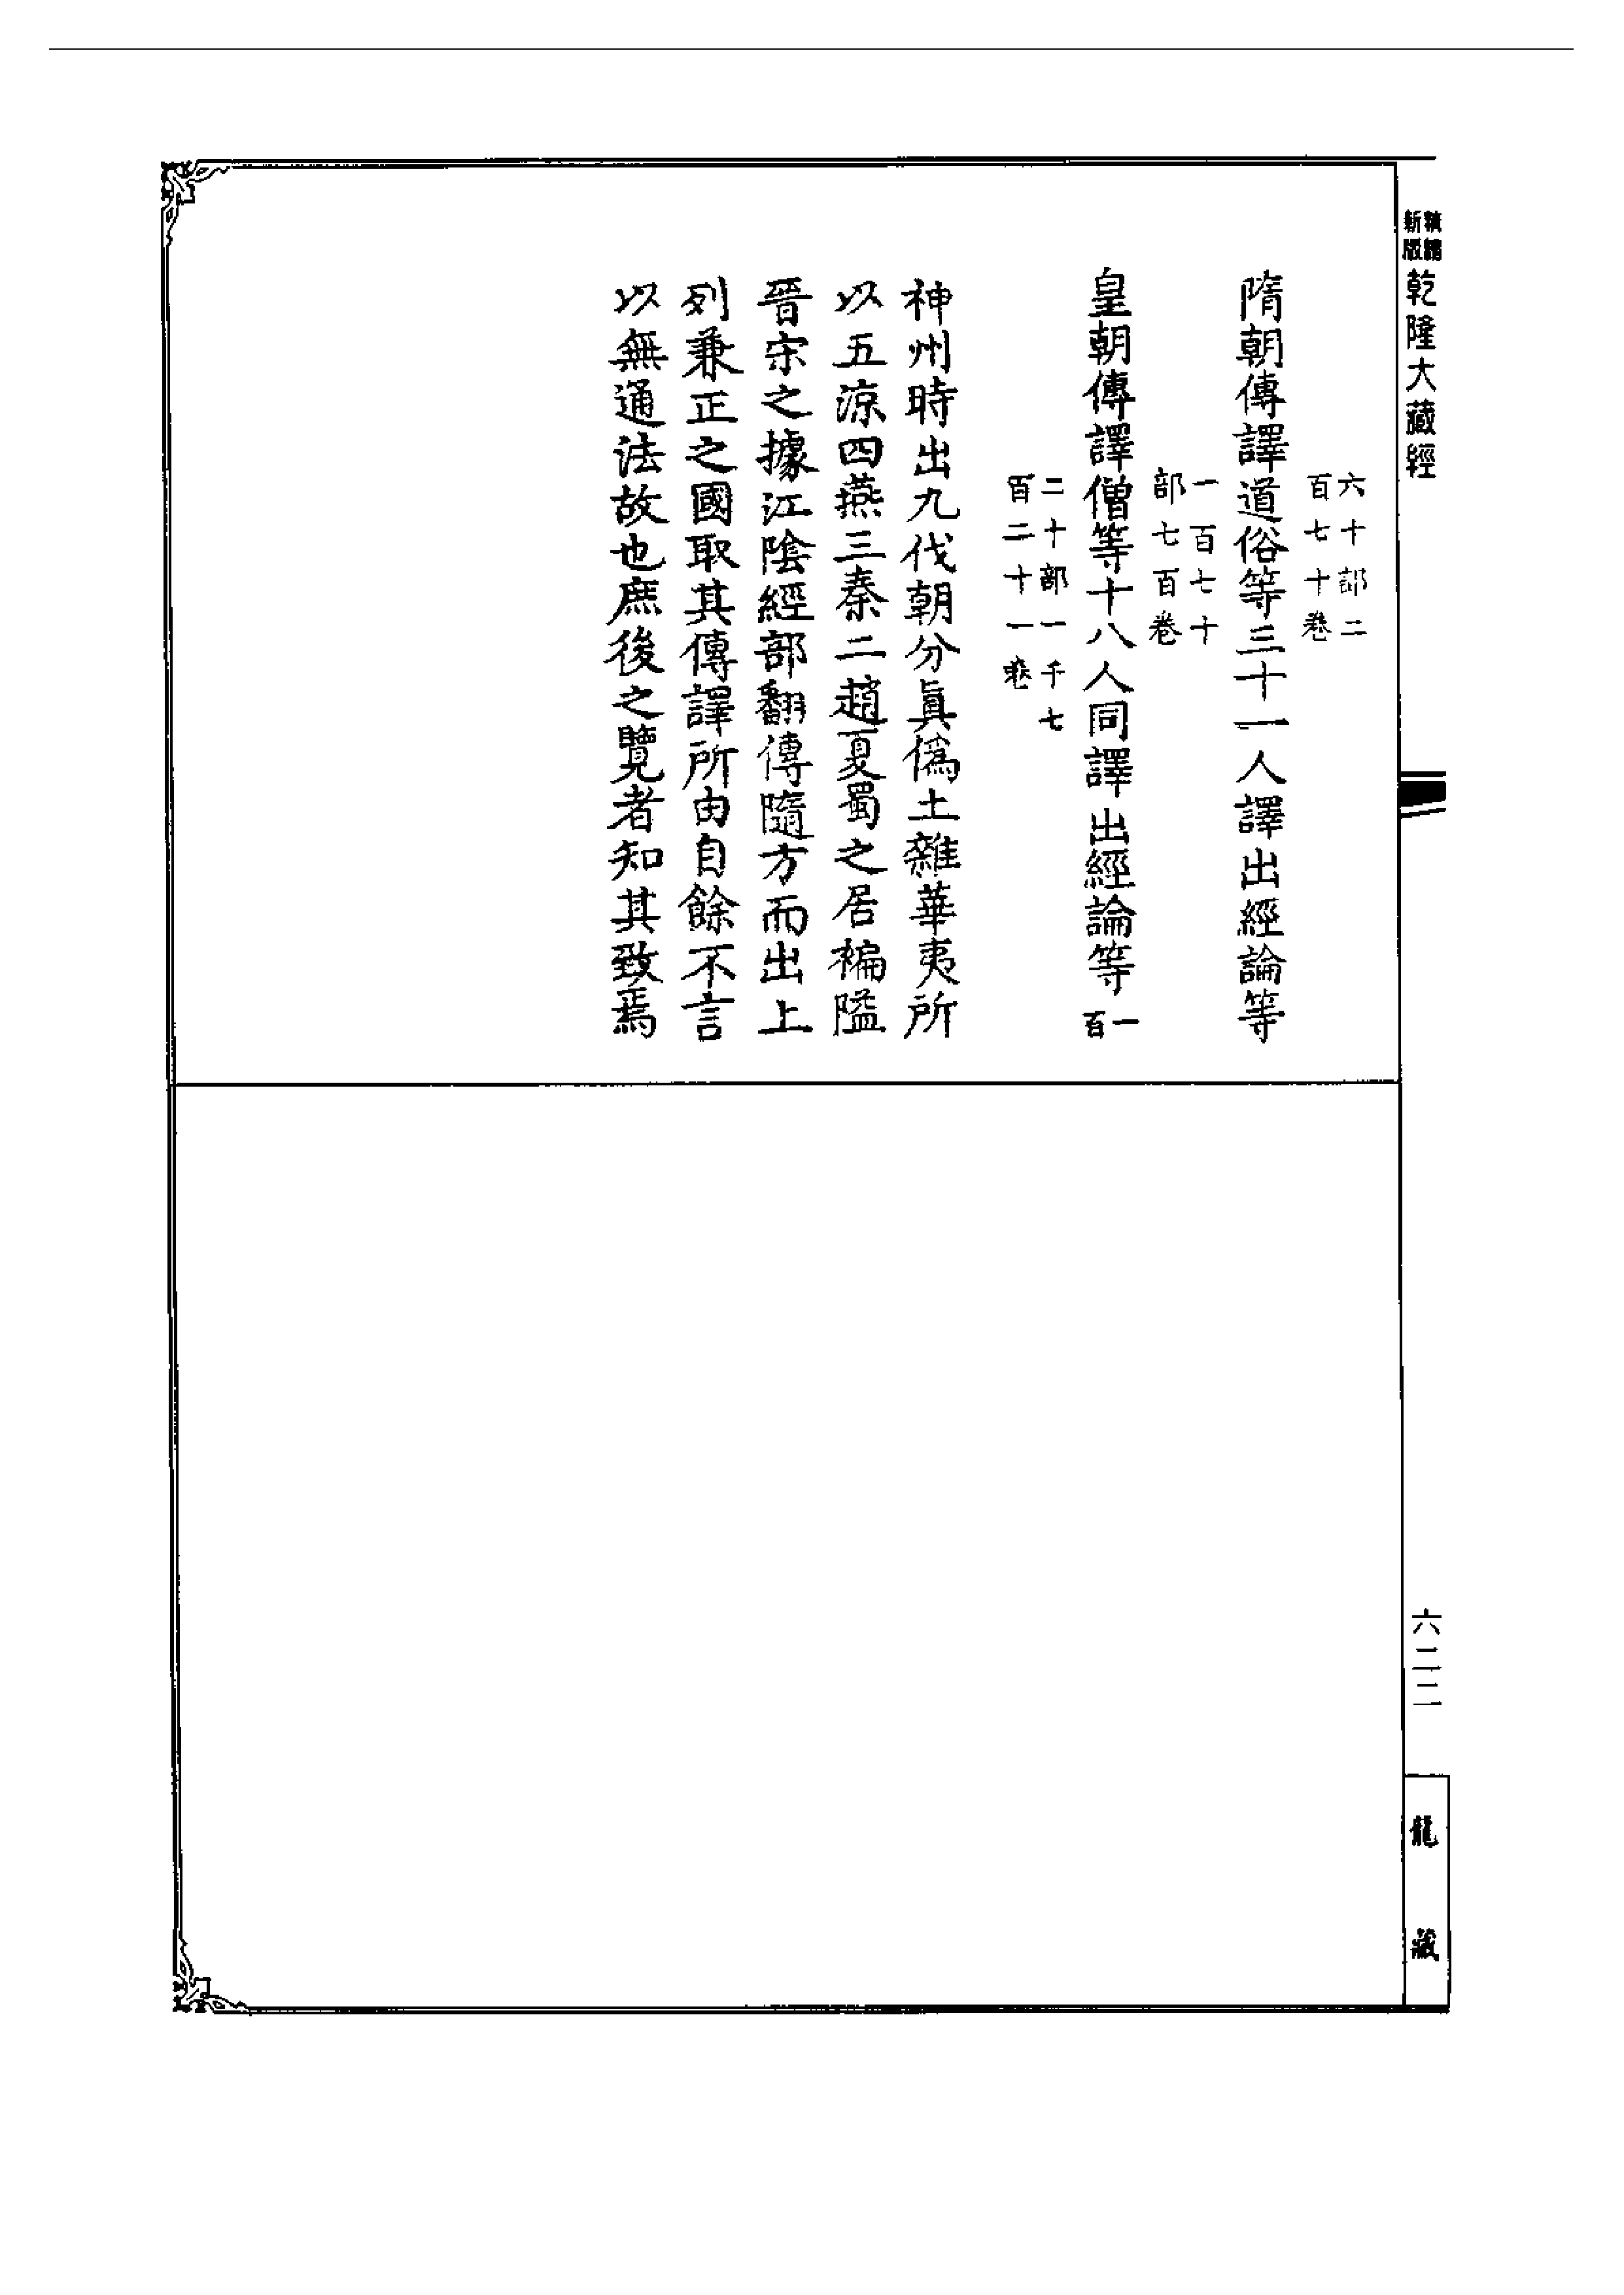 精縮
新版
乾隆大藏經
六十部二
百七十卷
隋朝傳譯道俗等三十一人譯出經論等
一百七十
部七百卷
皇朝傳譯僧等十八人同譯出經論等一百
二十部一千七
百二十一卷
神州時出九伐朝分眞偽土雜華夷所
以五涼四燕三秦二趙夏蜀之居褊隘
晉宋之據江陰經部翻傳隨方而出上
列兼正之國取其傳譯所由自餘不言
以無通法故也庶後之覽者知其致焉
六二二
龍藏